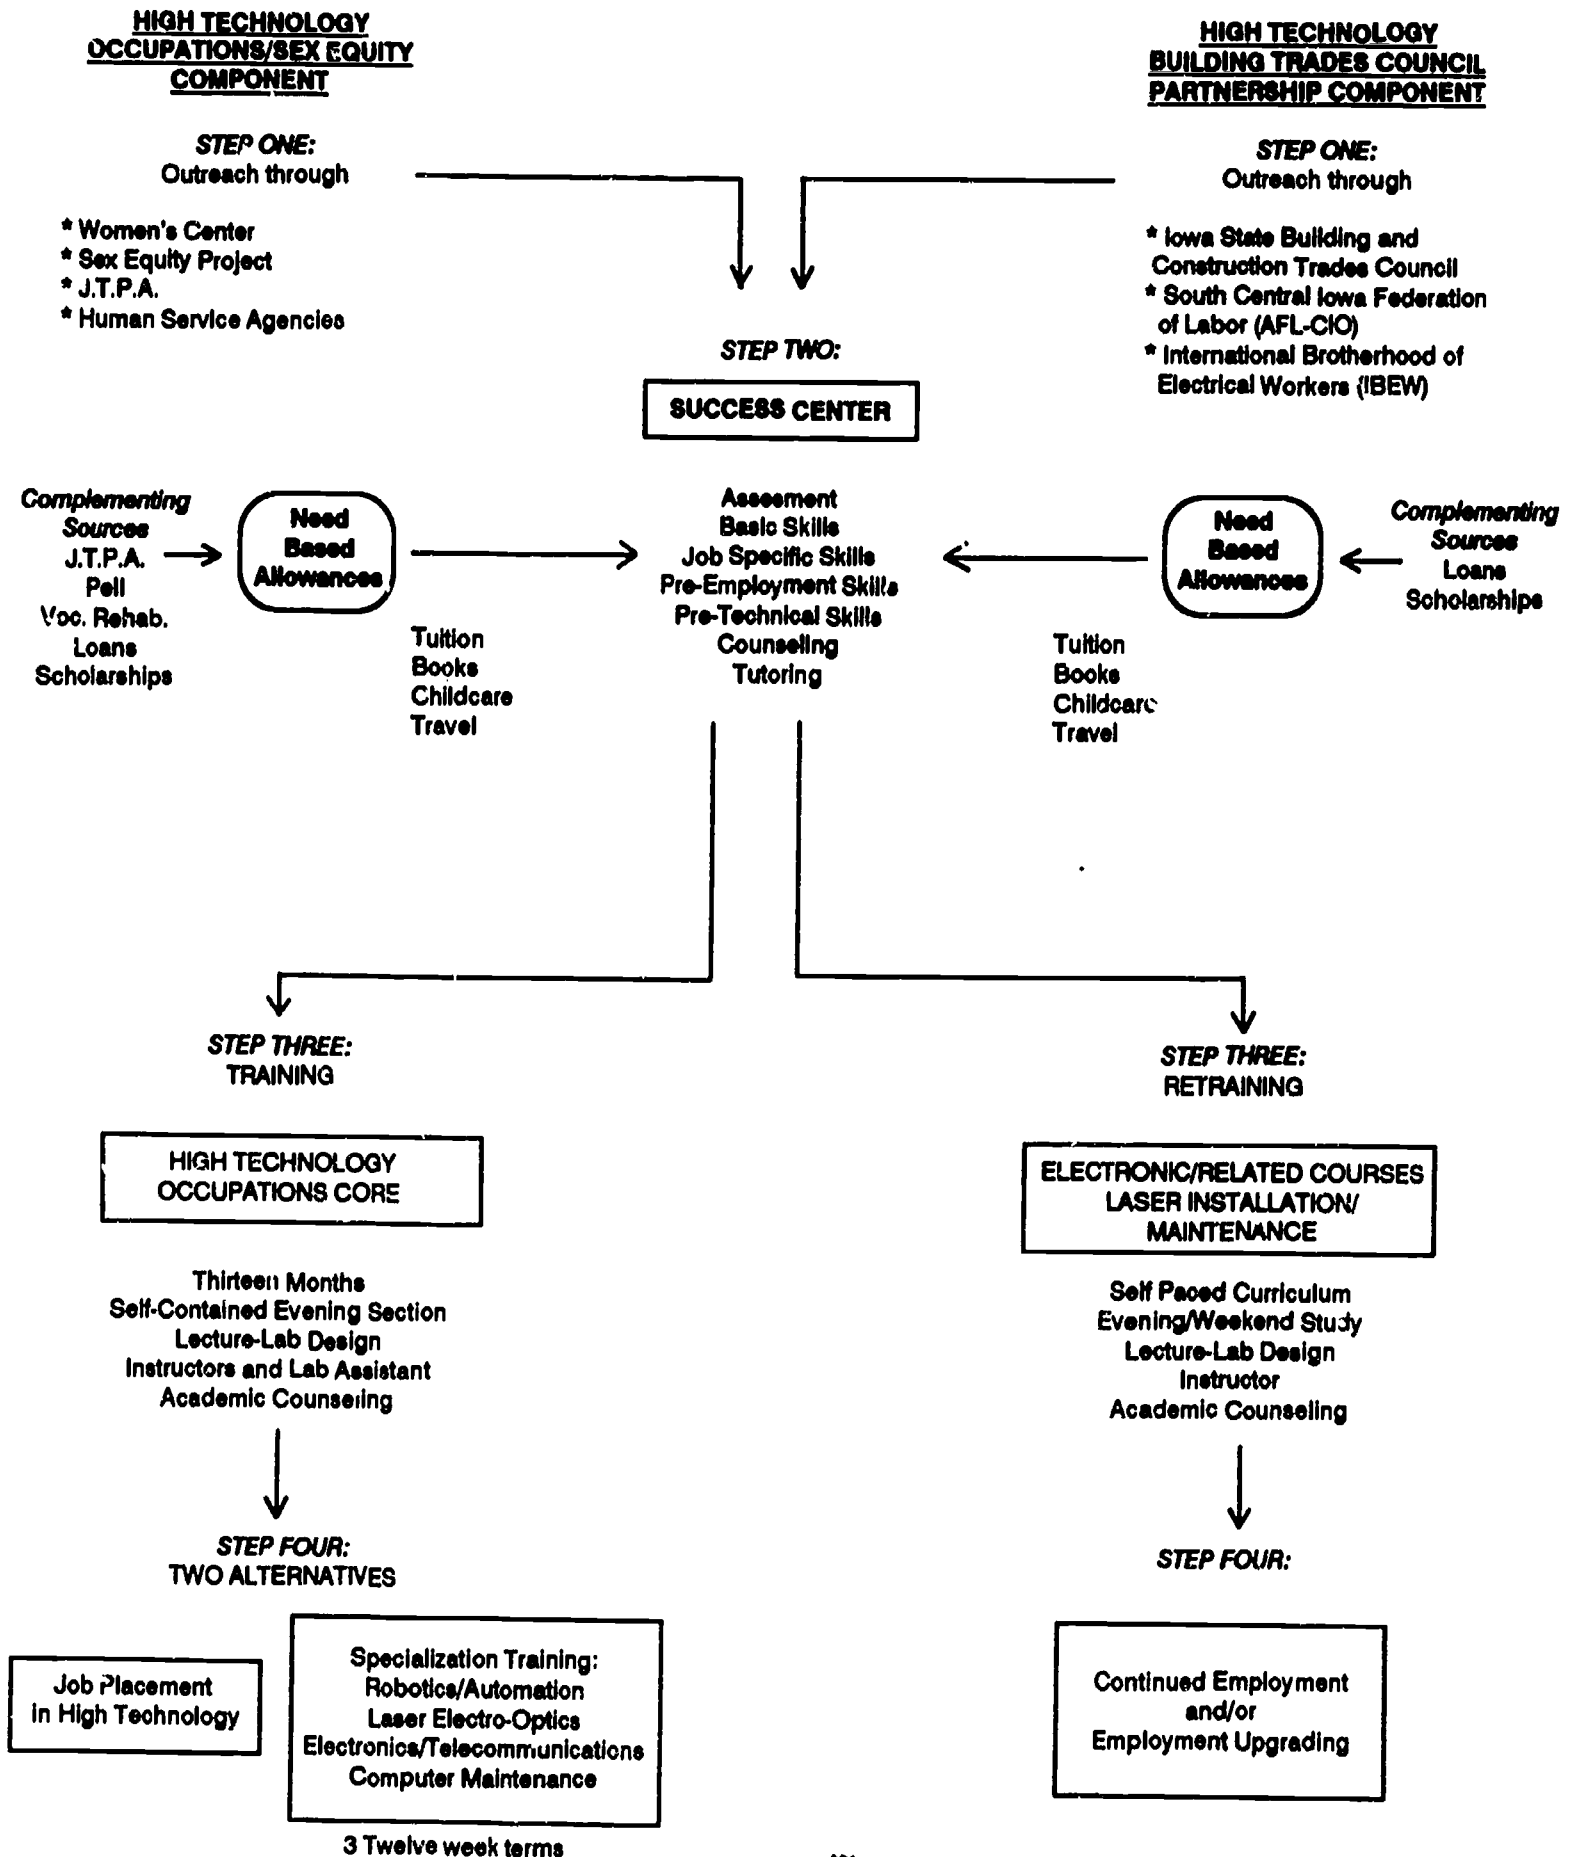 HIGH TECHNOLOGY
OCCUPATIONS/SEX EQUITY
COMPONENT
STEP ONE:
Outreach through
* Women's Center
* Sex Equity Project
* J.T.P.A.
* Human Service Agencies
HIGH TECHNOLOGY
BUILDING TRADES COUNCIL
PARTNERSHIP COMPONENT
STEP ONE:
Outreach through
* Iowa State Building and
Construction Trades Council
* South Central Iowa Federation
of Labor (AFL-CIO)
* International Brotherhood of
Electrical Workers (IBEW)
STEP TWO:
SUCCESS CENTER
Complementing
Sources
J.T.P.A.
Pell
Voc. Rehab.
Loans
Scholarships
Need
Based
Allowances
Tuition
Books
Childcare
Travel
Assesment
Basic Skills
Job Specific Skills
Pre-Employment Skills
Pre-Technical Skills
Counseling
Tutoring
Need
Based
Allowances
Tuition
Books
Childcare
Travel
Complementing
Sources
Loans
Scholarships
STEP THREE:
TRAINING
HIGH TECHNOLOGY
OCCUPATIONS CORE
Thirteen Months
Self-Contained Evening Section
Lecture-Lab Design
Instructors and Lab Assistant
Academic Counseling
STEP FOUR:
TWO ALTERNATIVES
Job Placement
in High Technology
Specialization Training:
Robotics/Automation
Laser Electro-Optics
Electronics/Telecommunications
Computer Maintenance
3 Twelve week terms
STEP THREE:
RETRAINING
ELECTRONIC/RELATED COURSES
LASER INSTALLATION/
MAINTENANCE
Self Paced Curriculum
Evening/Weekend Study
Lecture-Lab Design
Instructor
Academic Counseling
STEP FOUR:
Continued Employment
and/or
Employment Upgrading